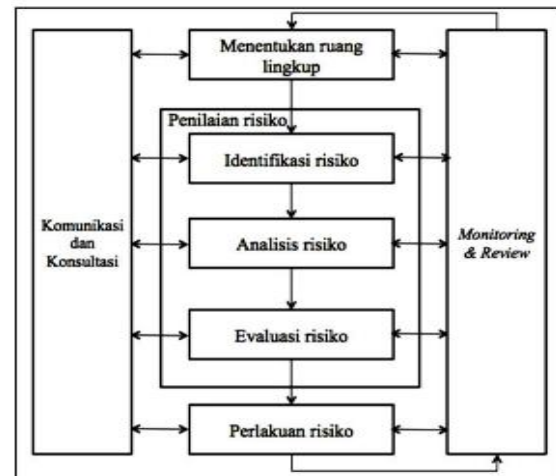 Menentukan ruang
lingkup
Penilaian risiko
Identifikasi risiko
Komunikasi
dan
Konsultasi
Analisis risiko
Monitoring
& Review
Evaluasi risiko
Perlakuan risiko